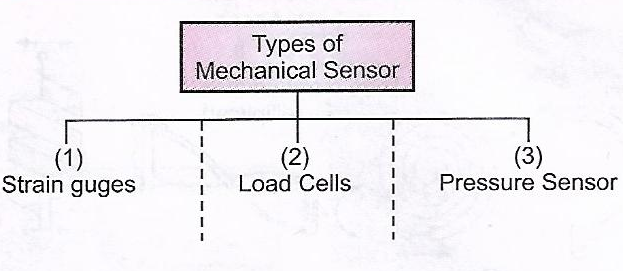 Types of
Mechanical Sensor
(1)
Strain guges
(2)
Load Cells
(3)
Pressure Sensor